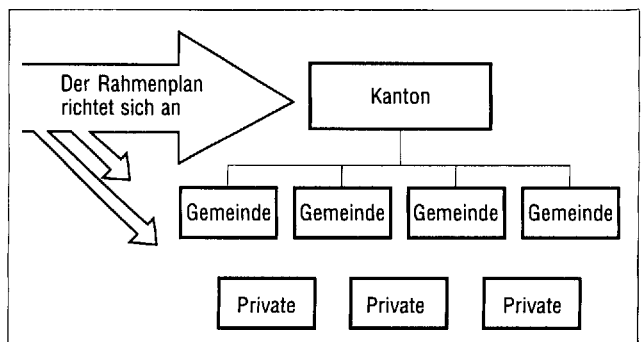 Der Rahmenplan
richtet sich an
Kanton
Gemeinde Gemeinde Gemeinde Gemeinde
Private Private Private